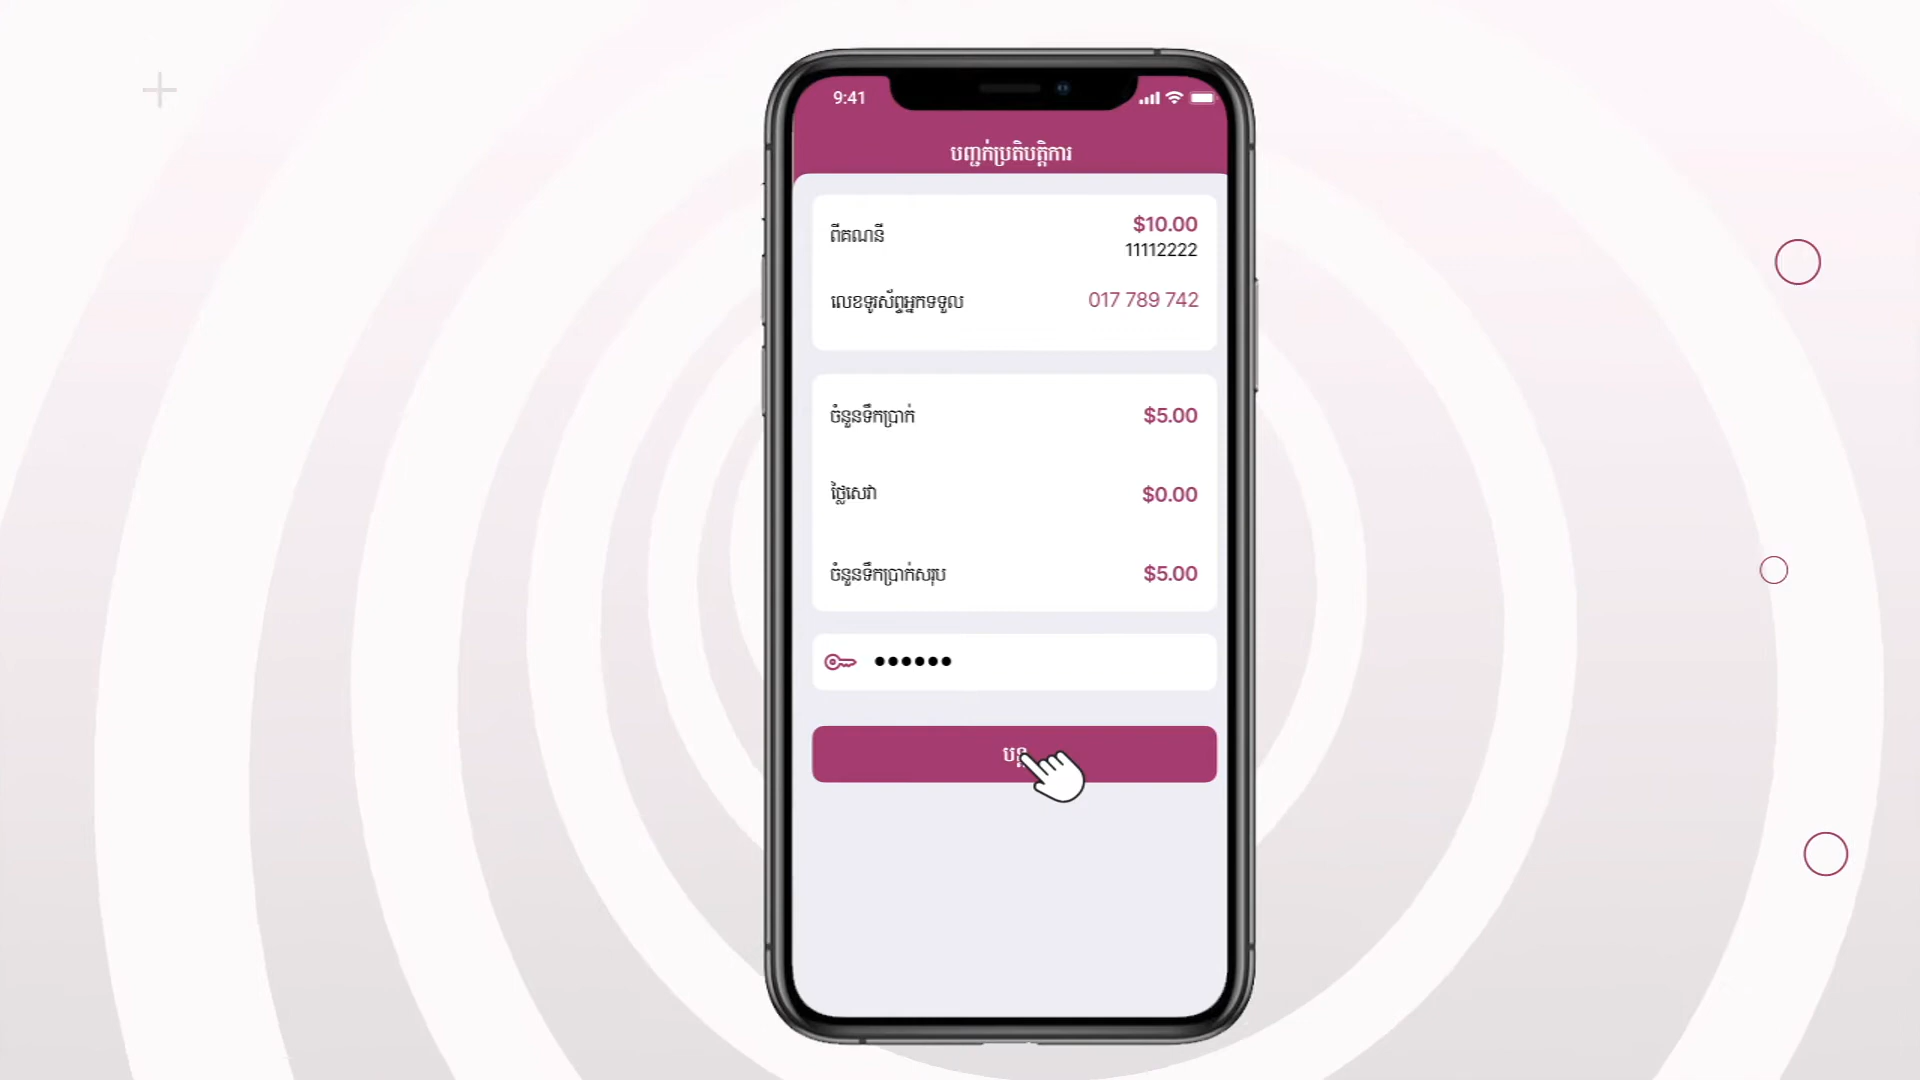 9:41
បញ្ជាក់ប្រតិបត្តិការ
ពីគណនី
$10.00
11112222
លេខទូរស័ព្ទអ្នកទទួល
017 789 742
ចំនួនទឹកប្រាក់
$5.00
ថ្លៃសេវា
$0.00
ចំនួនទឹកប្រាក់សរុប
$5.00
••••••
បន្ត